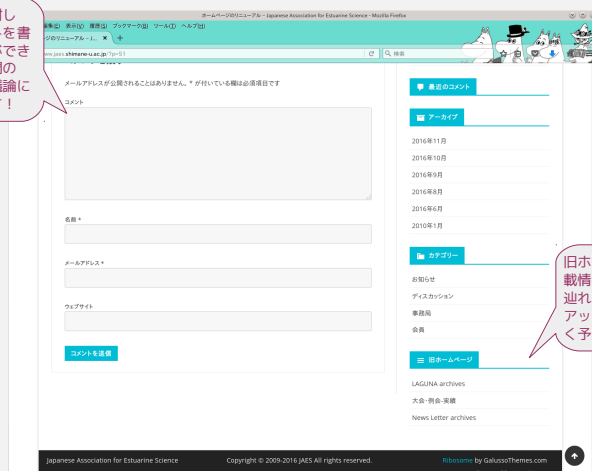 ホームページのリニューアル – Japanese Association for Estuarine Science - Mozilla Firefox
編集(E) 表示(V) 履歴(S) ブックマーク(B) ツール(T) ヘルプ(H)
ージのリニューアル – J... ×
ww.jaes.shimane-u.ac.jp/?p=51
検索
対し
トを書
ができ
間の
議論に
す！
メールアドレスが公開されることはありません。* が付いている欄は必須項目です
コメント
名前 *
メールアドレス *
ウェブサイト
コメントを送信
最近のコメント
アーカイブ
2016年11月
2016年10月
2016年9月
2016年8月
2016年6月
2010年1月
カテゴリー
お知らせ
ディスカッション
事務局
会員
旧ホームページ
LAGUNA archives
大会・例会-実績
News Letter archives
旧ホ
載情
辿れ
アッ
く予
Japanese Association for Estuarine Science
Copyright © 2009-2016 JAES All rights reserved.
Ribosome by GalussoThemes.com